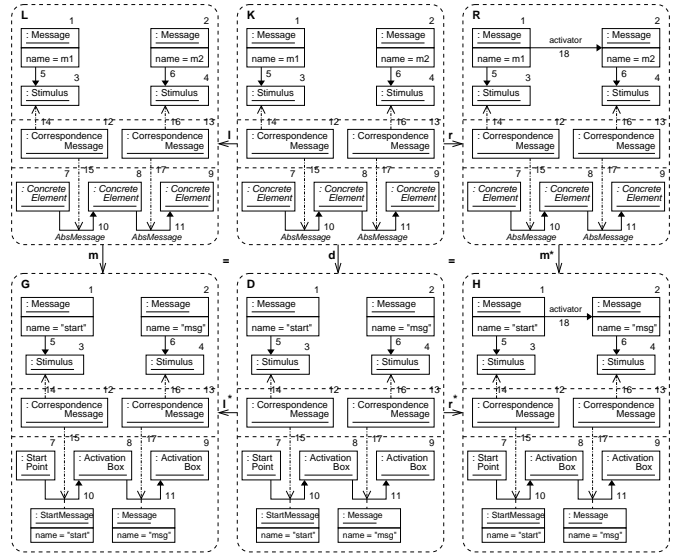 L
1
2
: Message
: Message
name = m1
name = m2
5
3
6
4
: Stimulus
: Stimulus
14
12
16
13
: Correspondence
Message
: Correspondence
Message
7
15
8
17
9
: Concrete
Element
: Concrete
Element
: Concrete
Element
10
11
AbsMessage
AbsMessage
l
K
1
2
: Message
: Message
name = m1
name = m2
5
3
6
4
: Stimulus
: Stimulus
14
12
16
13
: Correspondence
Message
: Correspondence
Message
7
15
8
17
9
: Concrete
Element
: Concrete
Element
: Concrete
Element
10
11
AbsMessage
AbsMessage
r
R
1
2
: Message
activator
: Message
18
name = m1
name = m2
5
3
6
4
: Stimulus
: Stimulus
14
12
16
13
: Correspondence
Message
: Correspondence
Message
7
15
8
17
9
: Concrete
Element
: Concrete
Element
: Concrete
Element
10
11
AbsMessage
AbsMessage
m
=
d
=
m*
G
1
2
: Message
: Message
name = "start"
name = "msg"
5
3
6
4
: Stimulus
: Stimulus
14
12
16
13
: Correspondence
Message
: Correspondence
Message
7
15
8
17
9
: Start
Point
: Activation
Box
: Activation
Box
10
11
: StartMessage
: Message
name = "start"
name = "msg"
l*
D
1
2
: Message
: Message
name = "start"
name = "msg"
5
3
6
4
: Stimulus
: Stimulus
14
12
16
13
: Correspondence
Message
: Correspondence
Message
7
15
8
17
9
: Start
Point
: Activation
Box
: Activation
Box
10
11
: StartMessage
: Message
name = "start"
name = "msg"
r*
H
1
2
: Message
activator
: Message
18
name = "start"
name = "msg"
5
3
6
4
: Stimulus
: Stimulus
14
12
16
13
: Correspondence
Message
: Correspondence
Message
7
15
8
17
9
: Start
Point
: Activation
Box
: Activation
Box
10
11
: StartMessage
: Message
name = "start"
name = "msg"